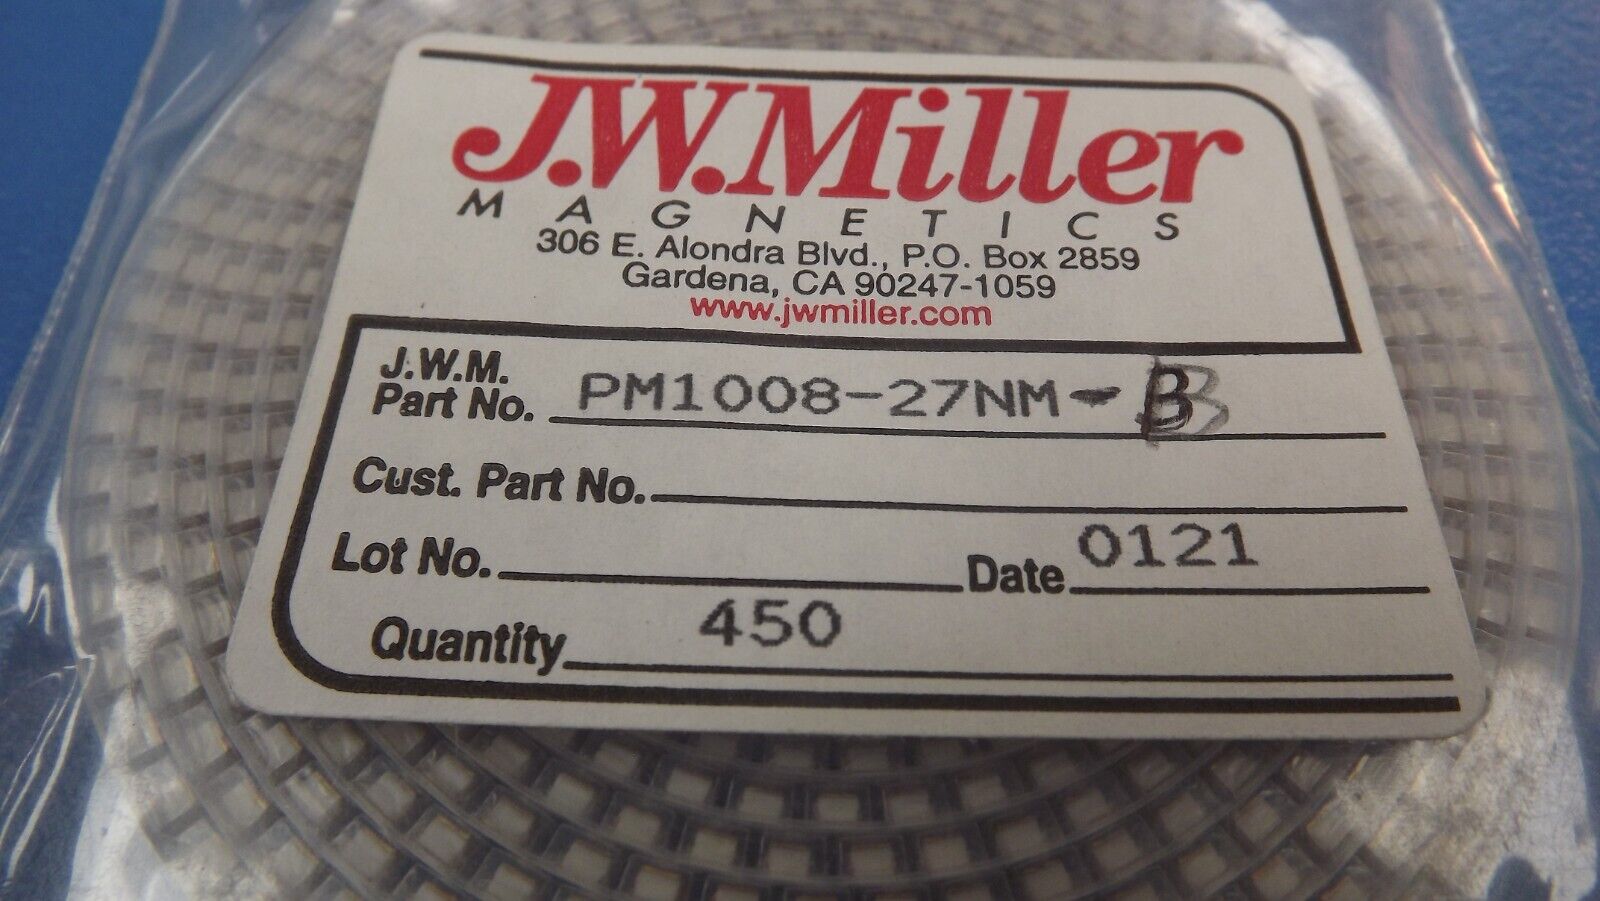 J.W.Miller
MAGNETICS
306 E. Alondra Blvd., P.O. Box 2859
Gardena, CA 90247-1059
www.jwmiller.com
J.W.M.
Part No. PM1008-27NM-B
Cust. Part No.
Lot No. Date 0121
Quantity 450